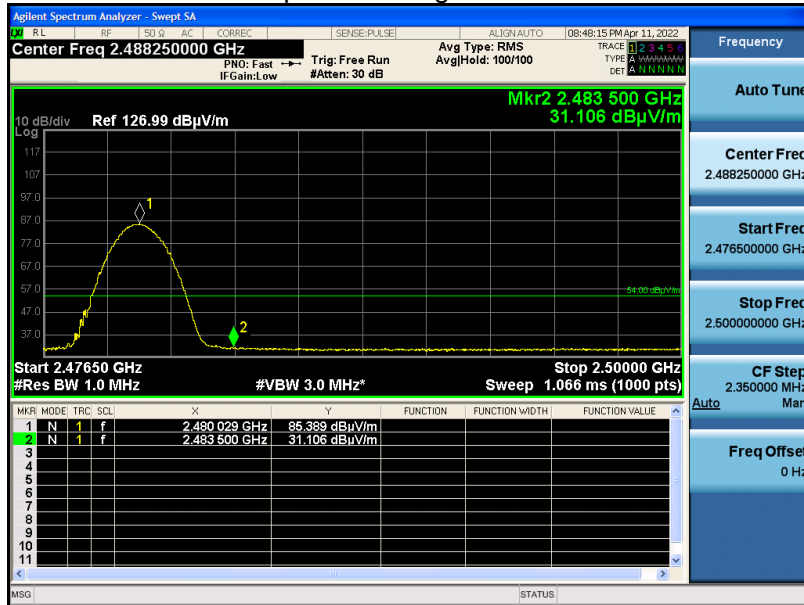 Agilent Spectrum Analyzer - Swept SA
LXI RL RF 50 Ω AC CORREC SENSE:PULSE ALIGN AUTO 08:48:15 PM Apr 11, 2022
Center Freq 2.488250000 GHz
PNO: Fast
IFGain:Low
Trig: Free Run
#Atten: 30 dB
Avg Type: RMS
Avg|Hold: 100/100
TRACE 1 2 3 4 5 6
TYPE A WWWWW
DET A N N N N N
Frequency
Mkr2 2.483 500 GHz
31.106 dBµV/m
10 dB/div Ref 126.99 dBµV/m
Log
117
107
97.0
87.0
77.0
67.0
57.0
47.0
37.0
1
2
54.00 dBµV/m
Start 2.47650 GHz Stop 2.50000 GHz
#Res BW 1.0 MHz #VBW 3.0 MHz* Sweep 1.066 ms (1000 pts)
MKR MODE TRC SCL X Y FUNCTION FUNCTION WIDTH FUNCTION VALUE
1 N 1 f 2.480 029 GHz 85.389 dBµV/m
2 N 1 f 2.483 500 GHz 31.106 dBµV/m
3
4
5
6
7
8
9
10
11
MSG STATUS
Auto Tune
Center Freq
2.488250000 GHz
Start Freq
2.476500000 GHz
Stop Freq
2.500000000 GHz
CF Step
2.350000 MHz
Auto Man
Freq Offset
0 Hz